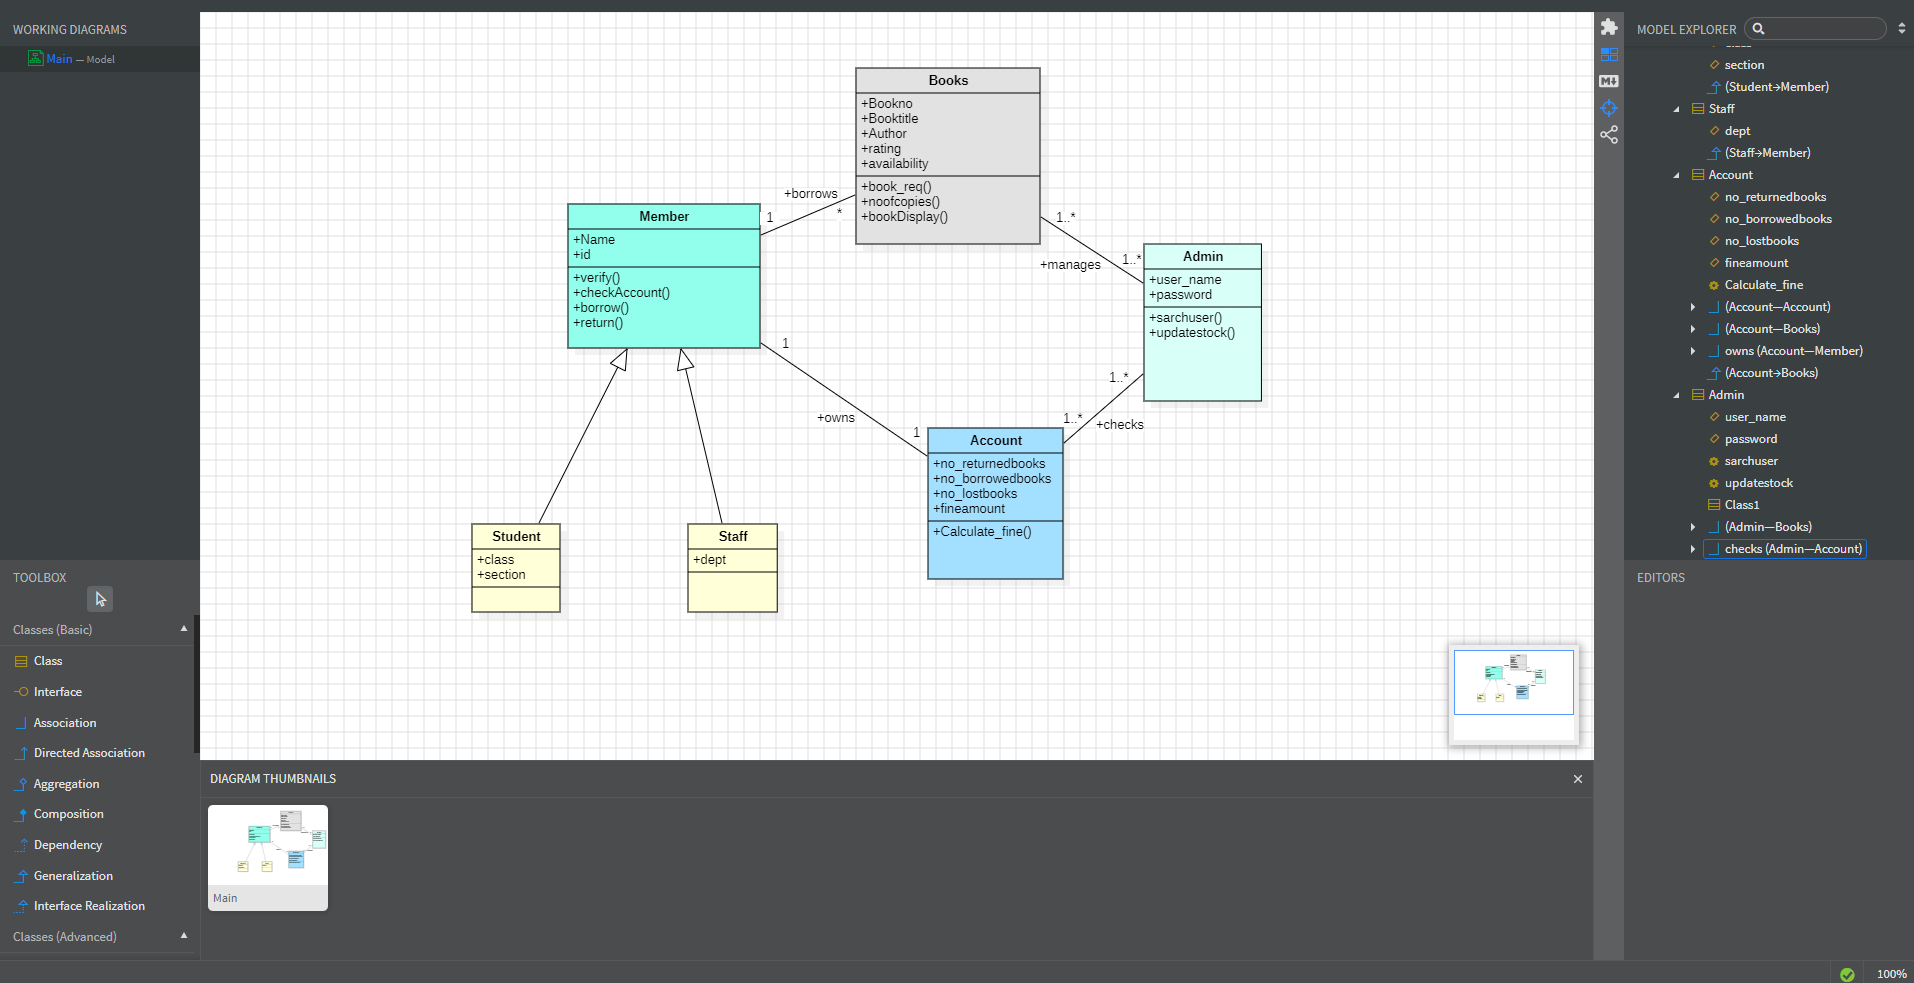 WORKING DIAGRAMS
Main — Model
TOOLBOX
Classes (Basic)
Class
Interface
Association
Directed Association
Aggregation
Composition
Dependency
Generalization
Interface Realization
Classes (Advanced)
Books
+Bookno
+Booktitle
+Author
+rating
+availability
+book_req()
+noofcopies()
+bookDisplay()
+borrows
1
*
Member
+Name
+id
+verify()
+checkAccount()
+borrow()
+return()
1..*
+manages
1..*
Admin
+user_name
+password
+sarchuser()
+updatestock()
1
+owns
1
1..*
1..*
+checks
Account
+no_returnedbooks
+no_borrowedbooks
+no_lostbooks
+fineamount
+Calculate_fine()
Student
+class
+section
Staff
+dept
DIAGRAM THUMBNAILS
Main
M
MODEL EXPLORER
section
(Student→Member)
Staff
dept
(Staff→Member)
Account
no_returnedbooks
no_borrowedbooks
no_lostbooks
fineamount
Calculate_fine
(Account—Account)
(Account—Books)
owns (Account—Member)
(Account→Books)
Admin
user_name
password
sarchuser
updatestock
Class1
(Admin—Books)
checks (Admin—Account)
EDITORS
100%